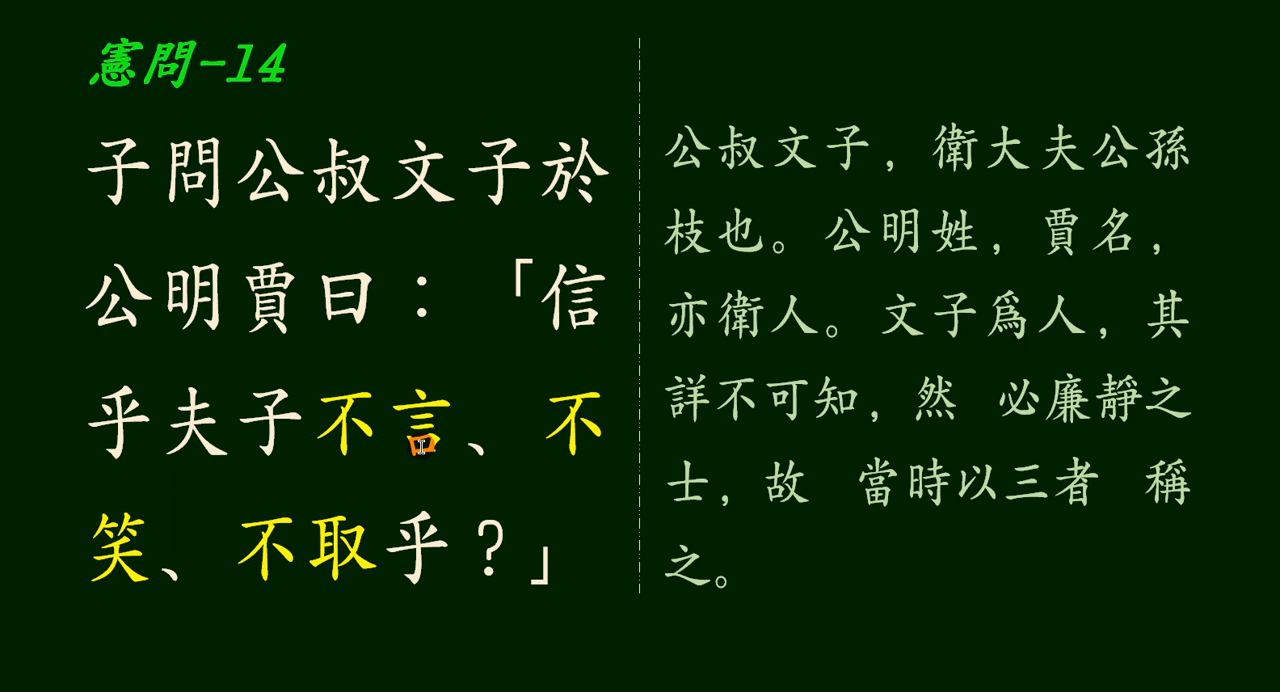 憲問-14
子問公叔文子於
公明賈曰：「信
乎夫子不言、不
笑、不取乎？」
公叔文子，衛大夫公孫
枝也。公明姓，賈名，
亦衛人。文子爲人，其
詳不可知，然 必廉靜之
士，故 當時以三者 稱
之。